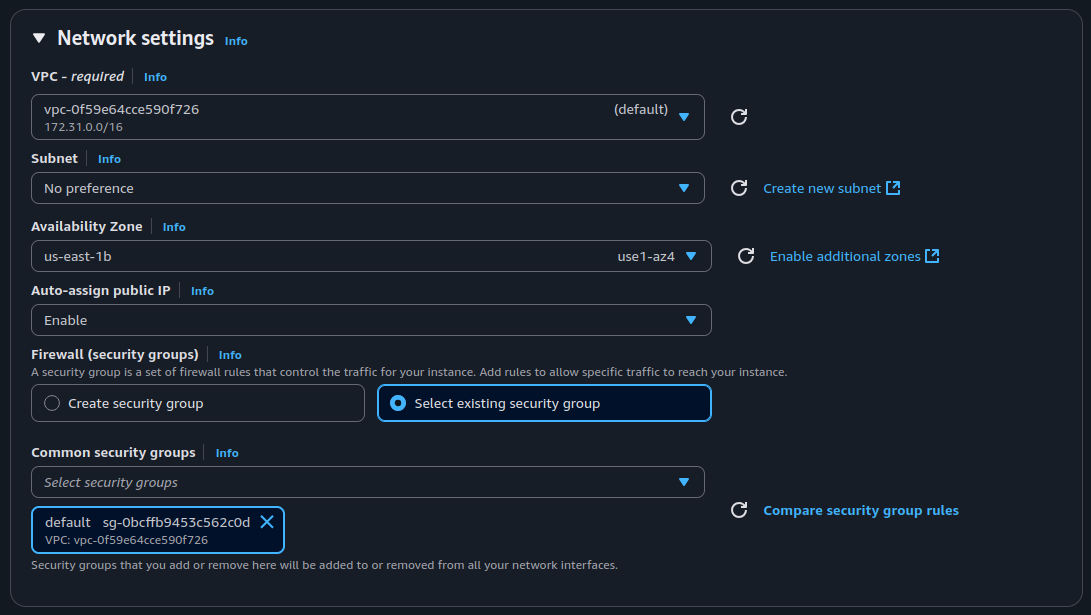 Network settings Info
VPC - required Info
vpc-0f59e64cce590f726 (default)
172.31.0.0/16
Subnet Info
No preference
Create new subnet
Availability Zone Info
us-east-1b use1-az4
Enable additional zones
Auto-assign public IP Info
Enable
Firewall (security groups) Info
A security group is a set of firewall rules that control the traffic for your instance. Add rules to allow specific traffic to reach your instance.
Create security group
Select existing security group
Common security groups Info
Select security groups
default sg-0bcffb9453c562c0d
VPC: vpc-0f59e64cce590f726
Compare security group rules
Security groups that you add or remove here will be added to or removed from all your network interfaces.